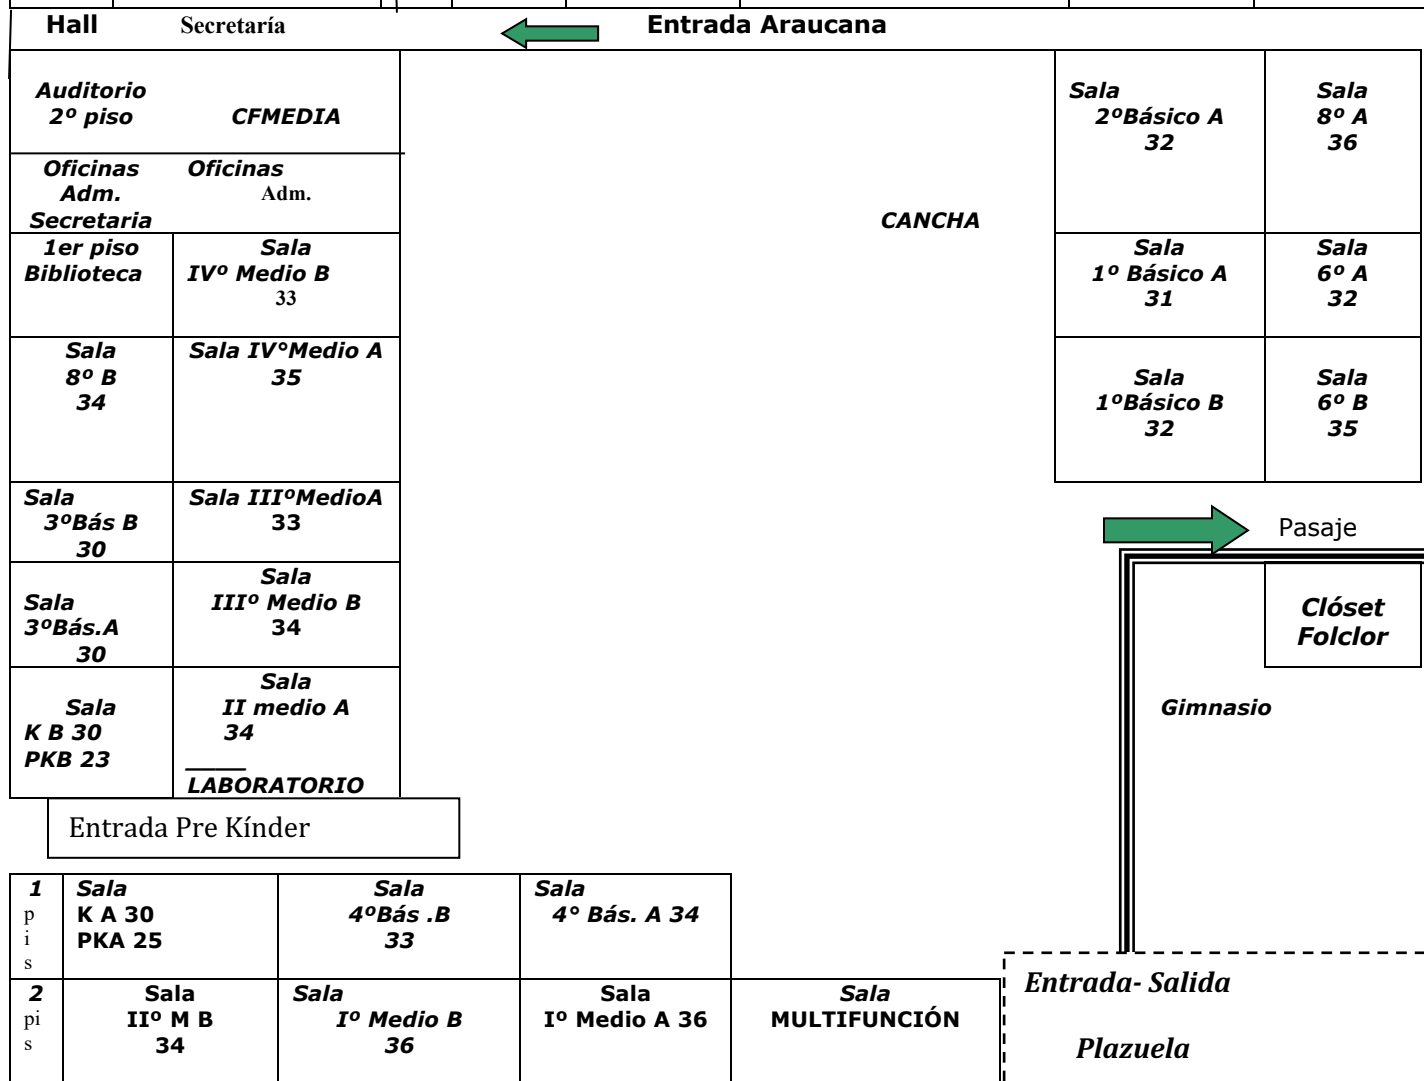 Hall Secretaría Entrada Araucana
Auditorio
2º piso CFMEDIA
Oficinas Oficinas
Adm. Adm.
Secretaria
1er piso
Biblioteca
Sala
IVº Medio B
33
Sala
8º B
34
Sala IV°Medio A
35
Sala
3ºBás B
30
Sala IIIºMedioA
33
Sala
3ºBás.A
30
Sala
IIIº Medio B
34
Sala
K B 30
PKB 23
Sala
II medio A
34
_____
LABORATORIO
CANCHA
Sala
2ºBásico A
32
Sala
8º A
36
Sala
1º Básico A
31
Sala
6º A
32
Sala
1ºBásico B
32
Sala
6º B
35
Pasaje
Clóset
Folclor
Gimnasio
Entrada Pre Kínder
1
p
i
s
Sala
K A 30
PKA 25
Sala
4ºBás .B
33
Sala
4° Bás. A 34
2
pi
s
Sala
IIº M B
34
Sala
Iº Medio B
36
Sala
Iº Medio A 36
Sala
MULTIFUNCIÓN
Entrada- Salida
Plazuela